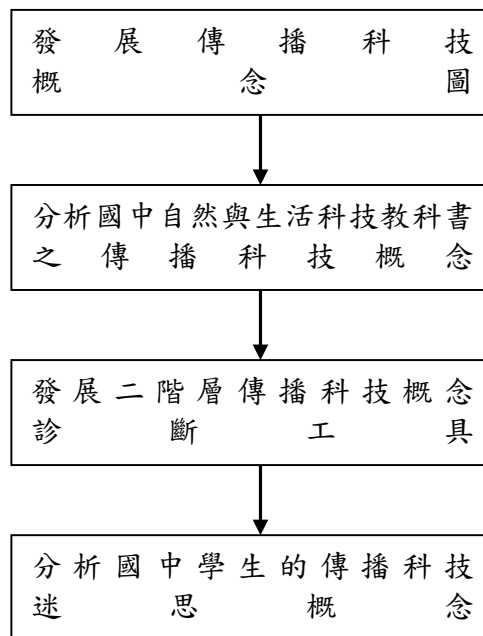 發展傳播科技
概念圖
分析國中自然與生活科技教科書
之傳播科技概念
發展二階層傳播科技概念
診斷工具
分析國中學生的傳播科技
迷思概念